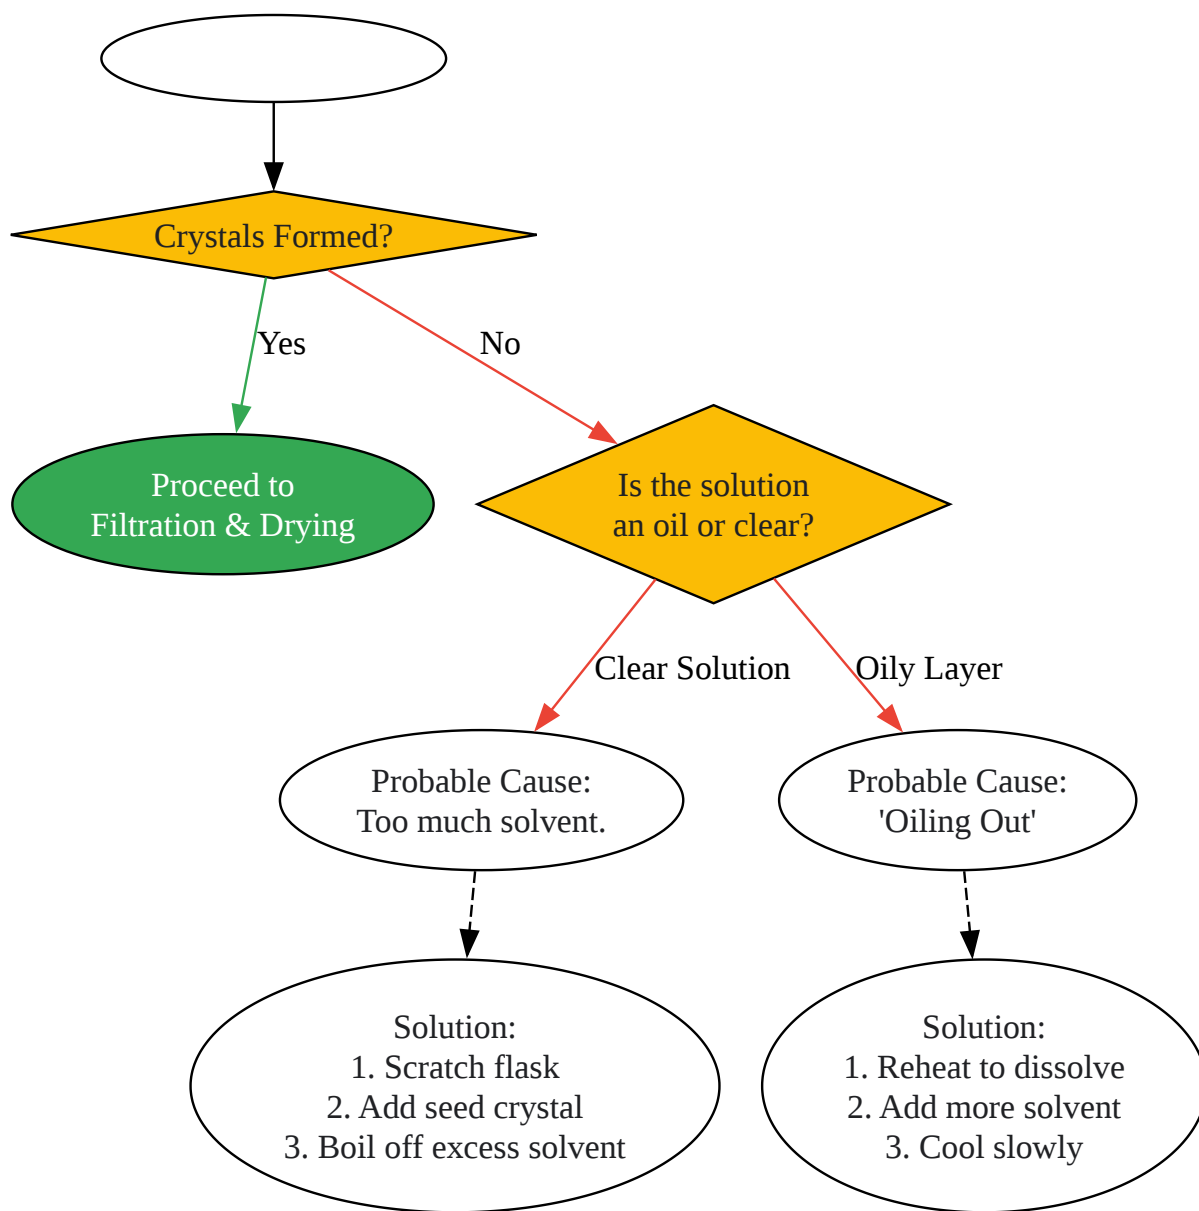 Crystals Formed?
Yes
No
Proceed to
Filtration & Drying
Is the solution
an oil or clear?
Clear Solution
Oily Layer
Probable Cause:
Too much solvent.
Probable Cause:
'Oiling Out'
Solution:
1. Scratch flask
2. Add seed crystal
3. Boil off excess solvent
Solution:
1. Reheat to dissolve
2. Add more solvent
3. Cool slowly